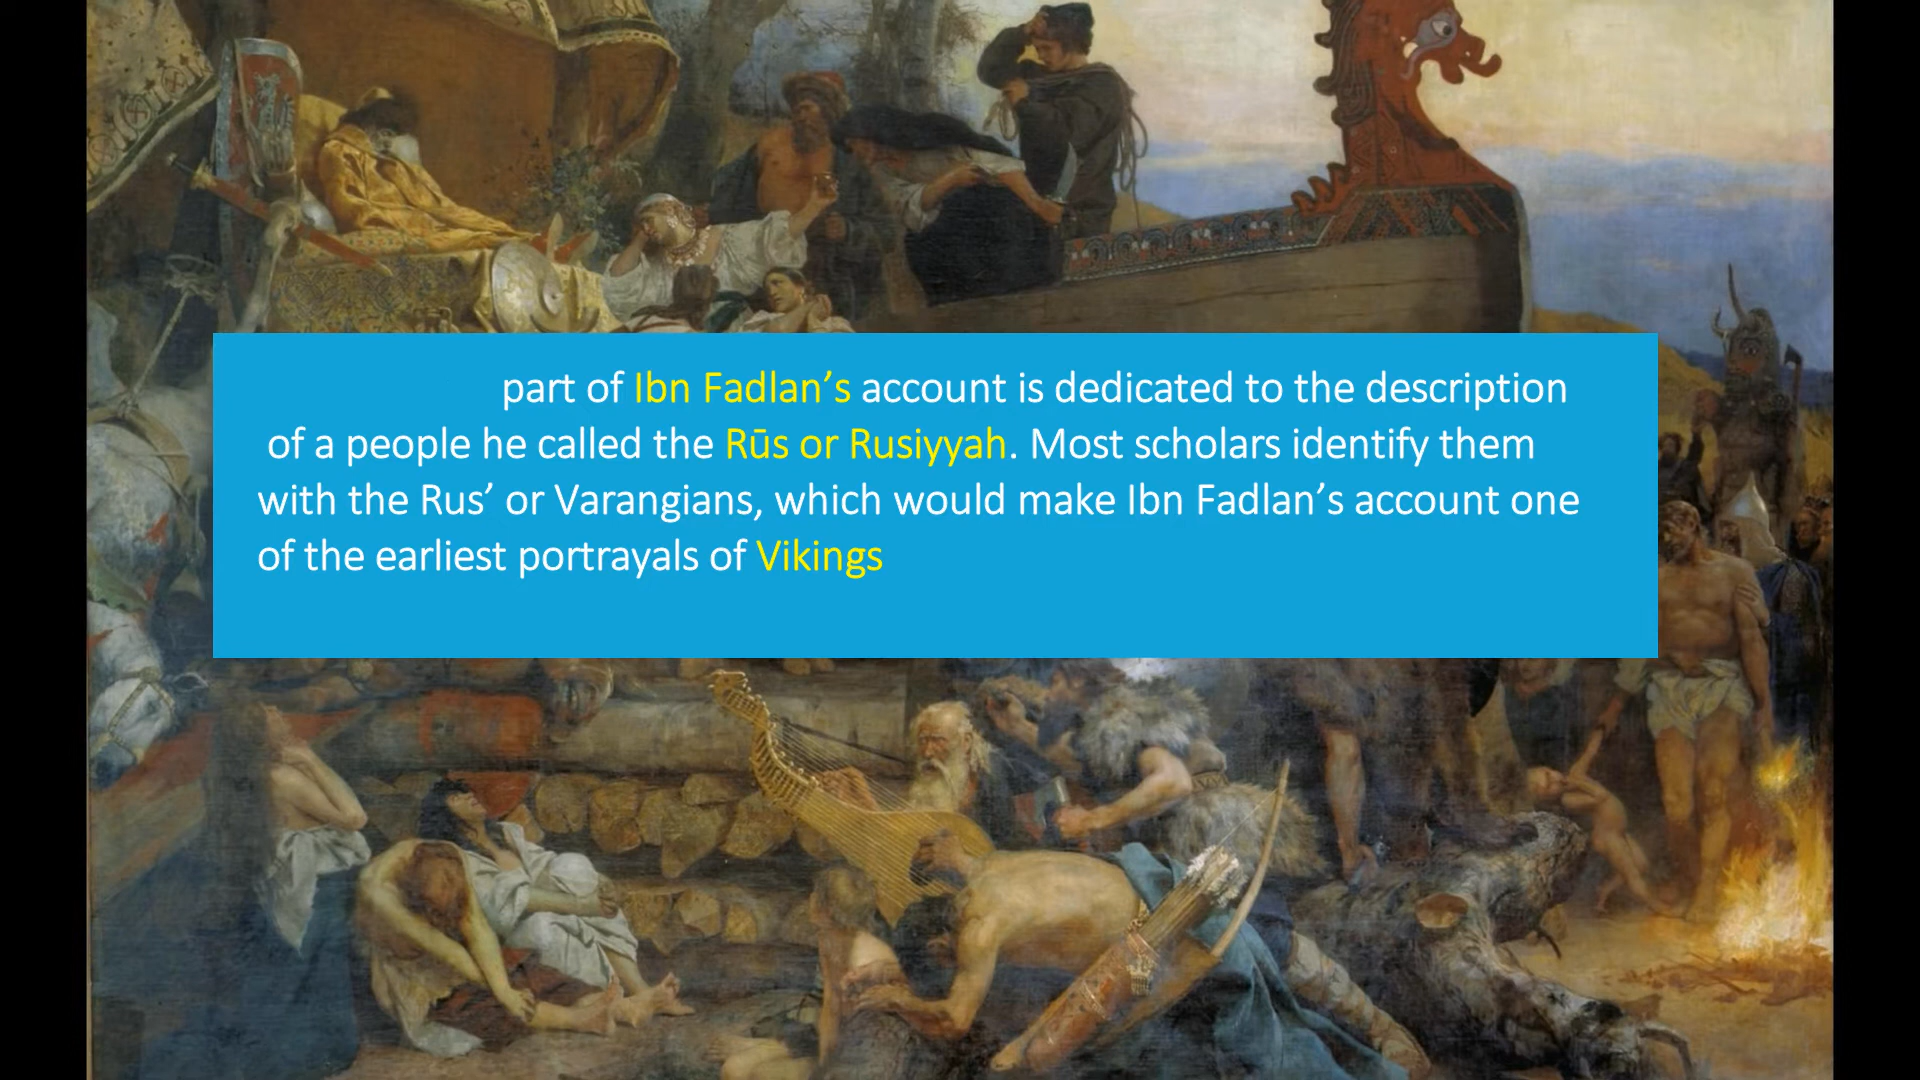 part of Ibn Fadlan’s account is dedicated to the description
of a people he called the Rūs or Rusiyyah. Most scholars identify them
with the Rus’ or Varangians, which would make Ibn Fadlan’s account one
of the earliest portrayals of Vikings